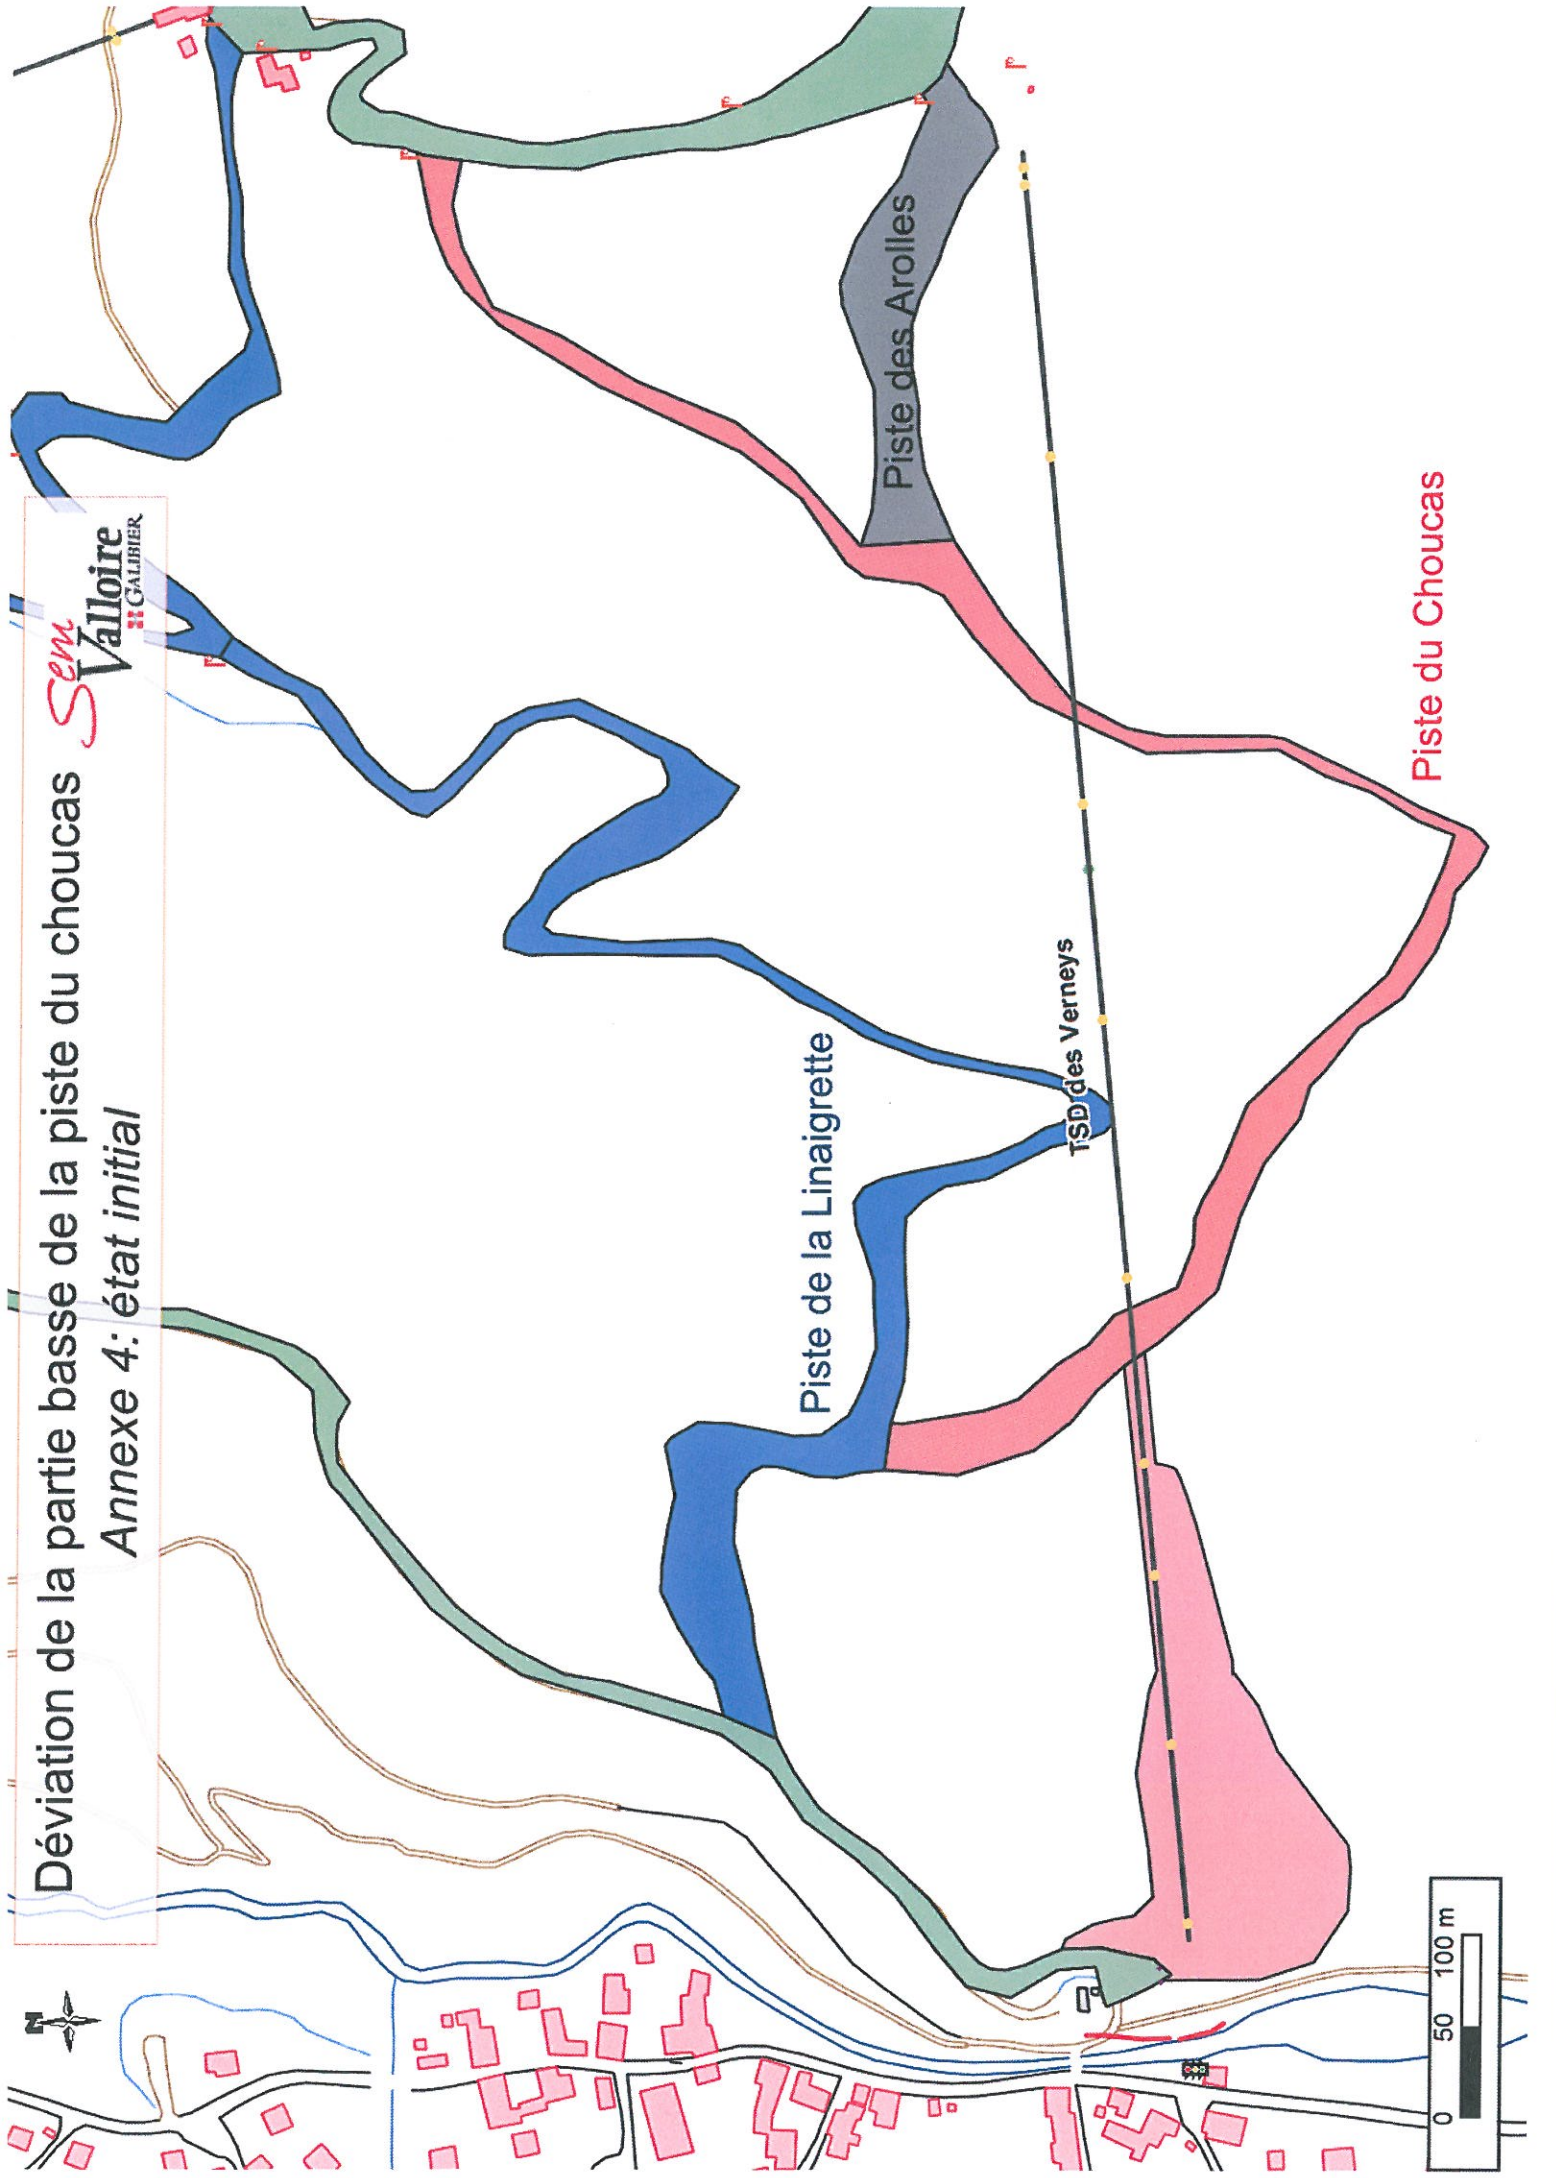 Déviation de la partie basse de la piste du choucas
Annexe 4: état initial
Sem
Valloire
GALIBIER
N
Piste des Arolles
Piste du Choucas
TSD des Verneys
Piste de la Linaigrette
0 50 100 m